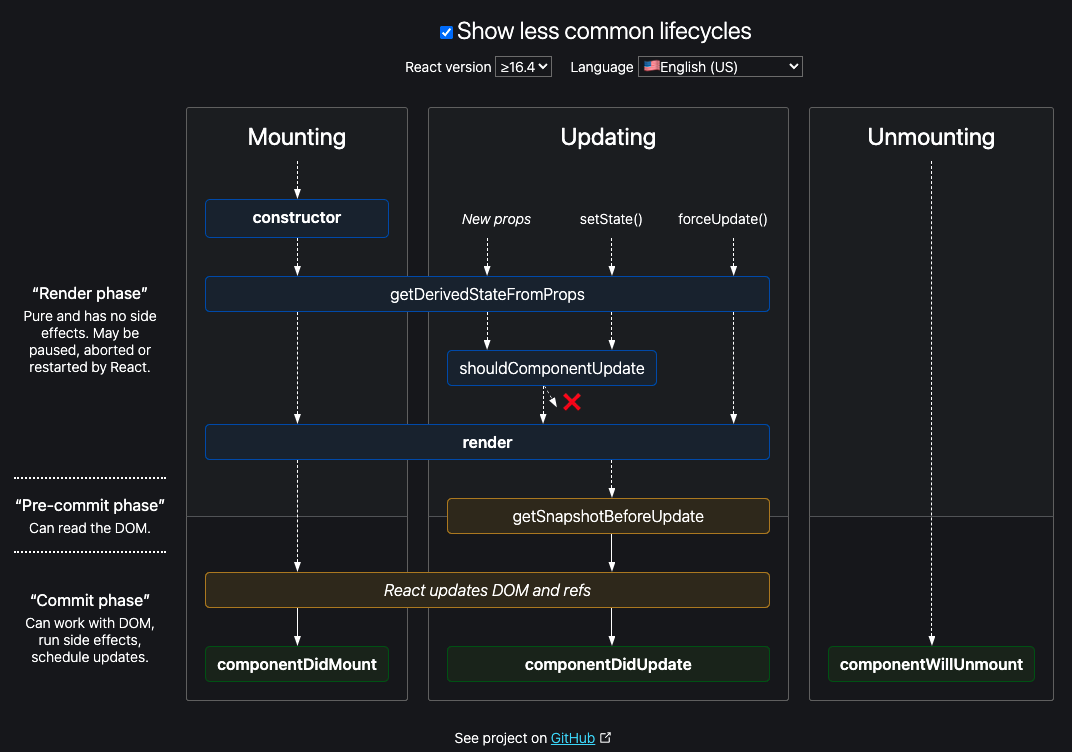 Show less common lifecycles
React version ≥16.4 Language 🇺🇸English (US)
Mounting
Updating
Unmounting
constructor
New props
setState()
forceUpdate()
“Render phase”
Pure and has no side
effects. May be
paused, aborted or
restarted by React.
getDerivedStateFromProps
shouldComponentUpdate
render
“Pre-commit phase”
Can read the DOM.
getSnapshotBeforeUpdate
“Commit phase”
Can work with DOM,
run side effects,
schedule updates.
React updates DOM and refs
componentDidMount
componentDidUpdate
componentWillUnmount
See project on GitHub